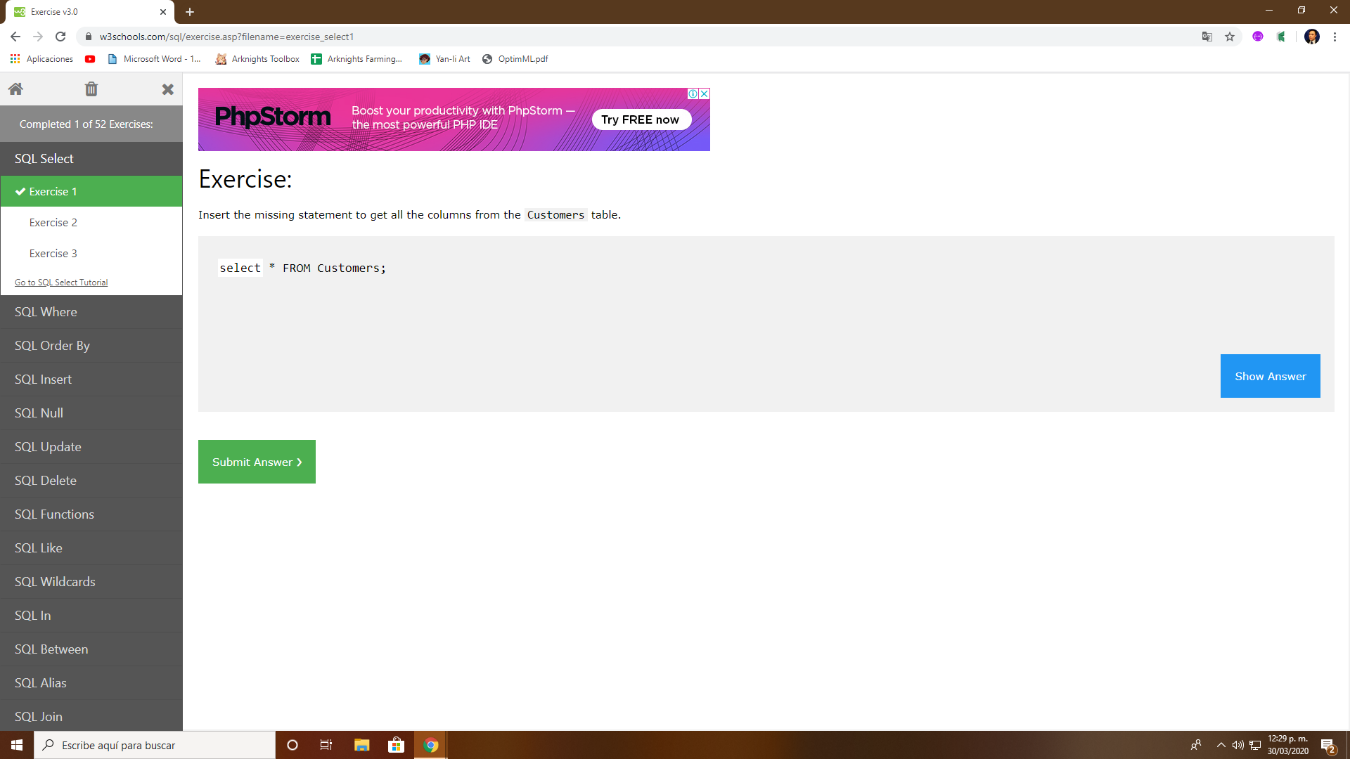 Exercise v3.0
w3schools.com/sql/exercise.asp?filename=exercise_select1
Aplicaciones
Microsoft Word - 1...
Arknights Toolbox
Arknights Farming...
Yan-li Art
OptimML.pdf
Completed 1 of 52 Exercises:
SQL Select
Exercise 1
Exercise 2
Exercise 3
Go to SQL Select Tutorial
SQL Where
SQL Order By
SQL Insert
SQL Null
SQL Update
SQL Delete
SQL Functions
SQL Like
SQL Wildcards
SQL In
SQL Between
SQL Alias
SQL Join
PhpStorm
Boost your productivity with PhpStorm —
the most powerful PHP IDE
Try FREE now
Exercise:
Insert the missing statement to get all the columns from the Customers table.
select * FROM Customers;
Show Answer
Submit Answer ❯
Escribe aquí para buscar
12:29 p. m.
30/03/2020
2